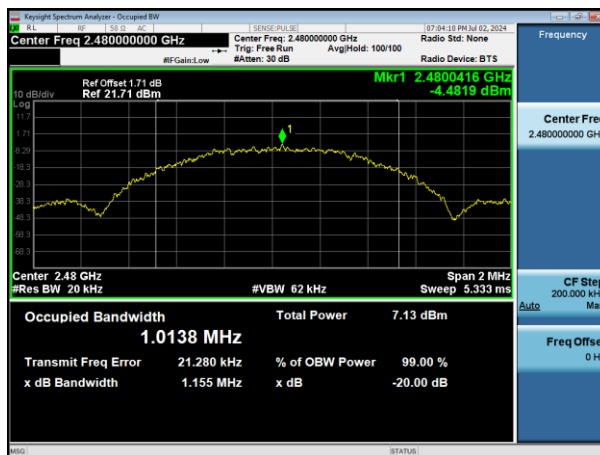 Keysight Spectrum Analyzer - Occupied BW
RL RF 50 Ω AC SENSE:PULSE 07:04:10 PM Jul 02, 2024
Center Freq 2.480000000 GHz
Center Freq: 2.480000000 GHz
Radio Std: None
Trig: Free Run Avg|Hold: 100/100
#IFGain:Low #Atten: 30 dB Radio Device: BTS
Frequency
Mkr1 2.4800416 GHz
-4.4819 dBm
Ref Offset 1.71 dB
10 dB/div Ref 21.71 dBm
Log
11.7
1.71
-8.29
-18.3
-28.3
-38.3
-48.3
-58.3
-68.3
1
Center 2.48 GHz Span 2 MHz
#Res BW 20 kHz #VBW 62 kHz Sweep 5.333 ms
Occupied Bandwidth Total Power 7.13 dBm
1.0138 MHz
Transmit Freq Error 21.280 kHz % of OBW Power 99.00 %
x dB Bandwidth 1.155 MHz x dB -20.00 dB
Center Fre
2.480000000 GH
CF Step
200.000 kH
Auto Ma
Freq Offse
0 H
MSG STATUS